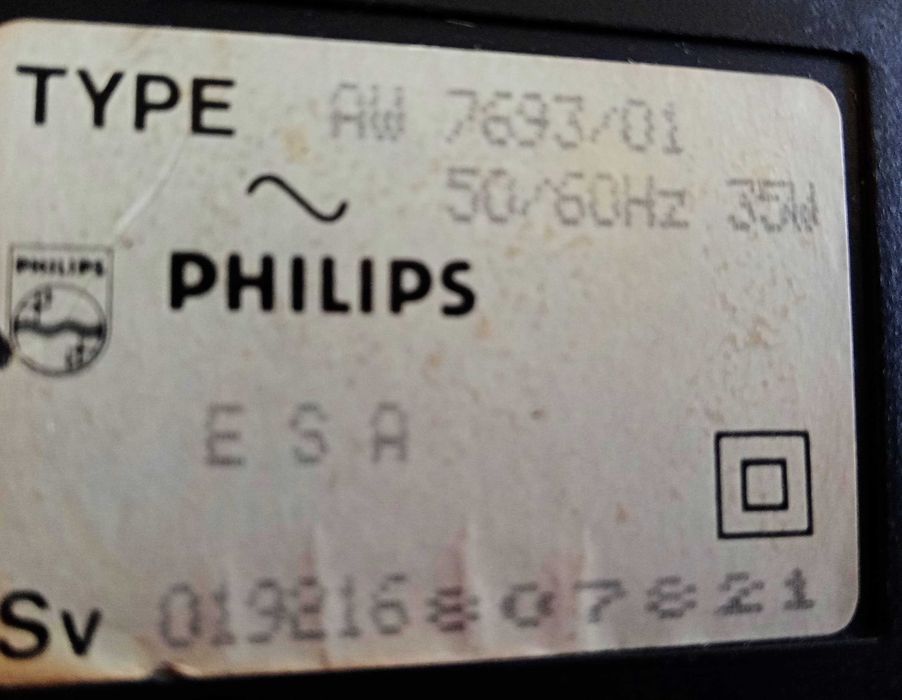 TYPE AW 7693/01
~ 50/60Hz 35W
PHILIPS
PHILIPS
E S A
Sv 019216807821